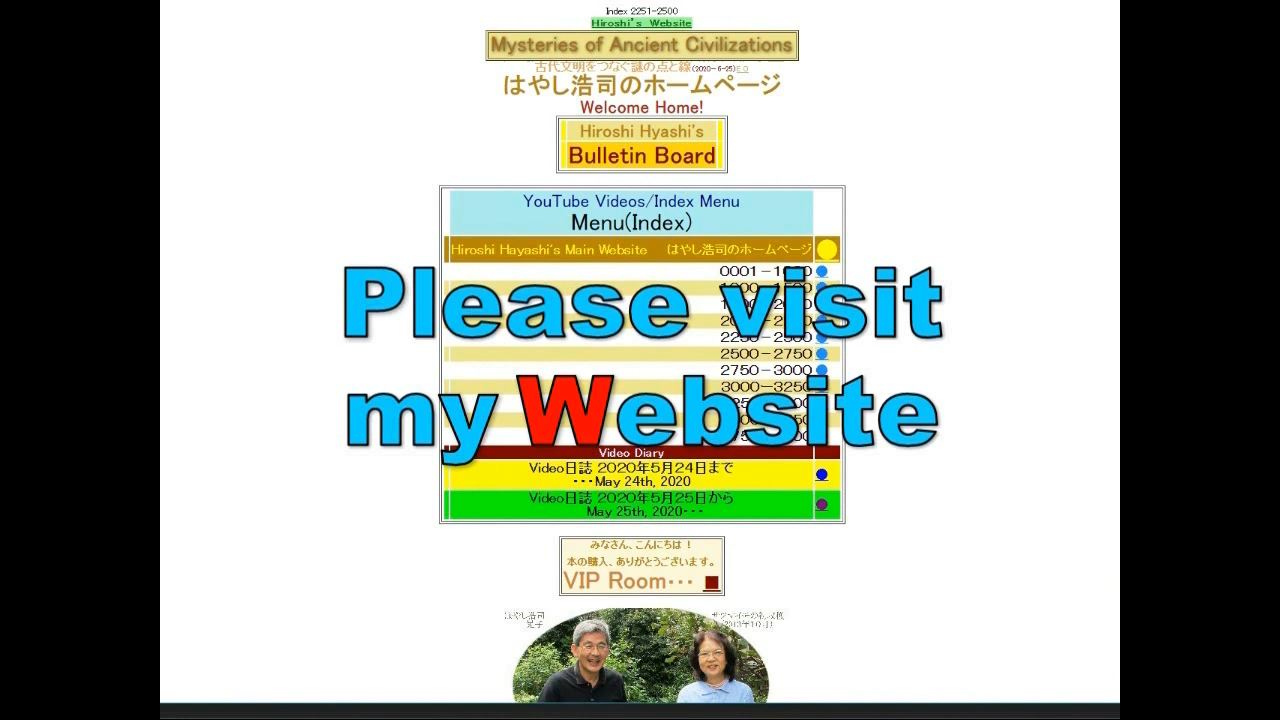 Index 2251-2500
Hiroshi's Website
Mysteries of Ancient Civilizations
古代文明をつなぐ謎の点と線(2020-6-25)
はやし浩司のホームページ
Welcome Home!
Hiroshi Hyashi's
Bulletin Board
YouTube Videos/Index Menu
Menu(Index)
Hiroshi Hayashi's Main Website はやし浩司のホームページ
Please visit
my Website
2500-2750
2750-3000
3000-3250
Video Diary
Video日誌 2020年5月24日まで
・・・May 24th, 2020
Video日誌 2020年5月25日から
May 25th, 2020・・・
みなさん、こんにちは！
本の購入、ありがとうございます。
VIP Room・・・
はやし浩司